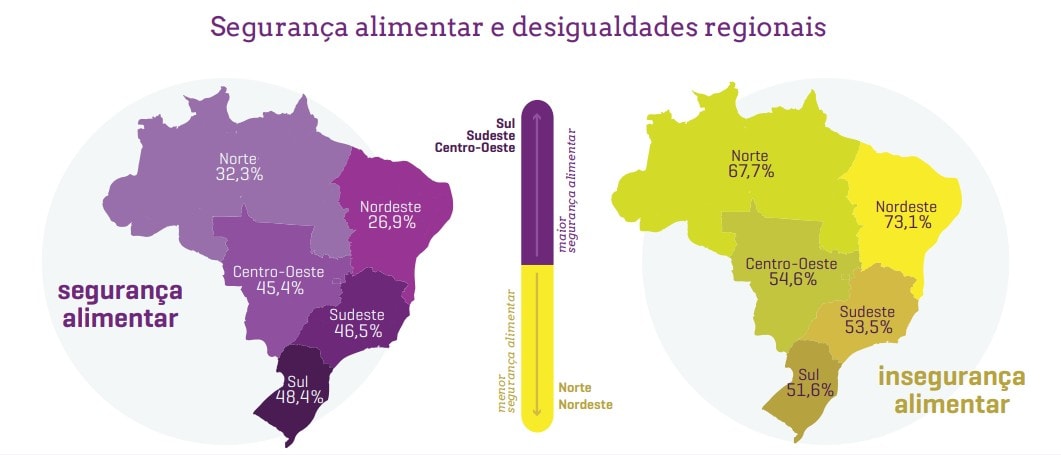 Segurança alimentar e desigualdades regionais
Norte
32,3%
Nordeste
26,9%
Centro-Oeste
45,4%
Sudeste
46,5%
Sul
48,4%
segurança
alimentar
Sul
Sudeste
Centro-Oeste
maior
segurança alimentar
menor
segurança alimentar
Norte
Nordeste
Norte
67,7%
Nordeste
73,1%
Centro-Oeste
54,6%
Sudeste
53,5%
Sul
51,6%
insegurança
alimentar